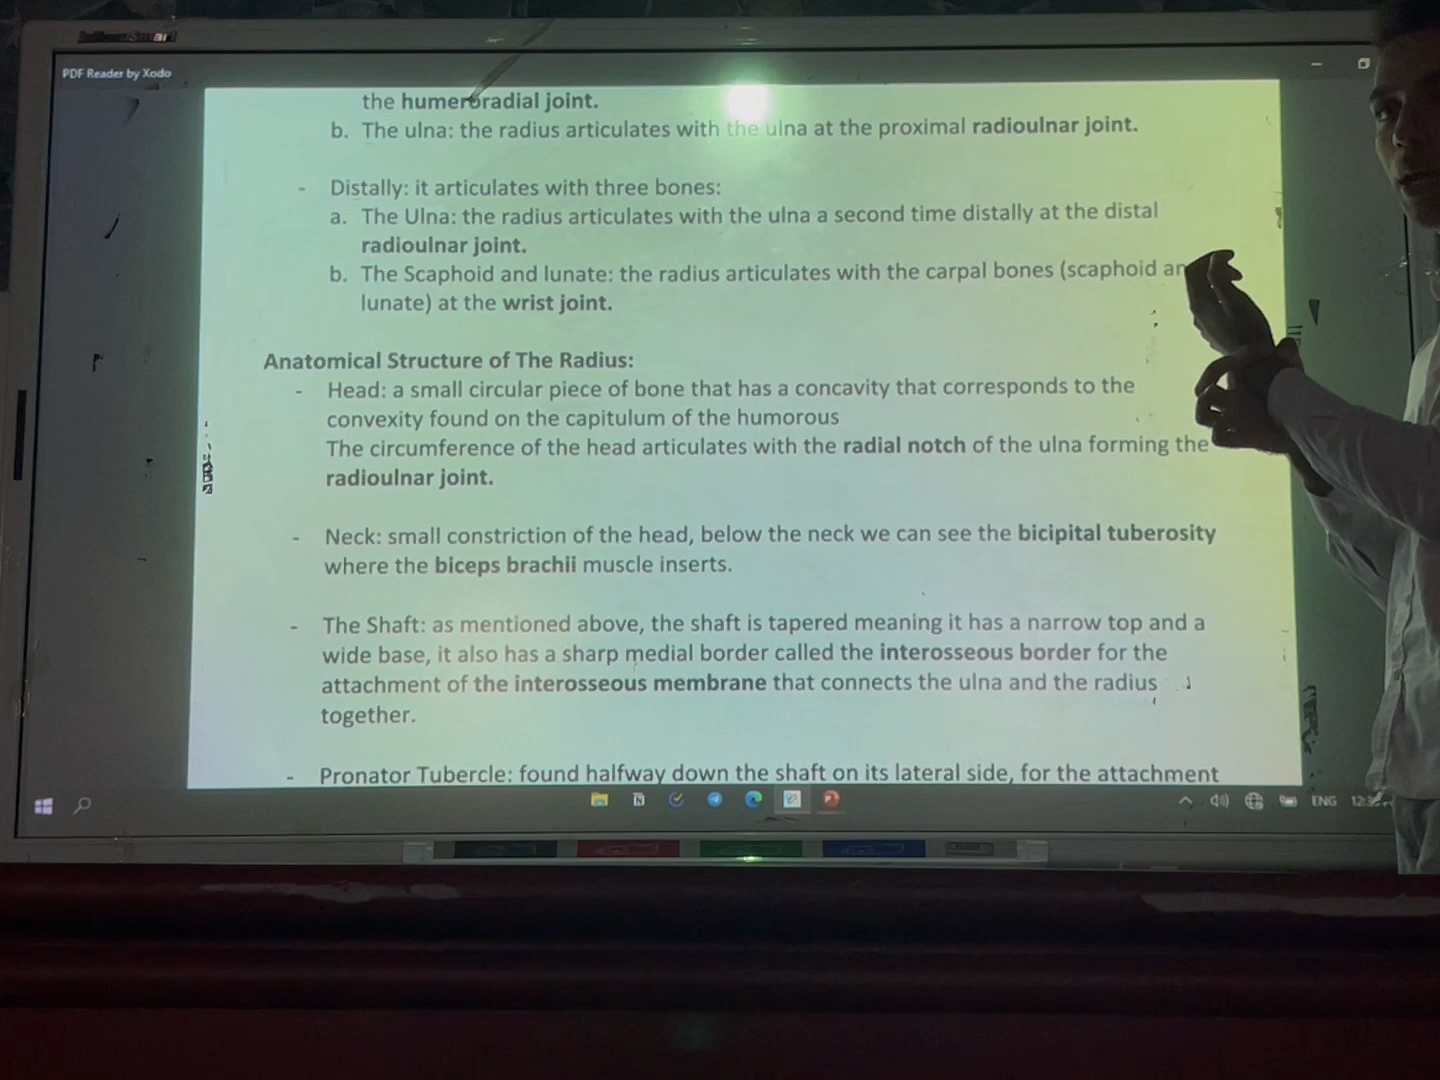 PDF Reader by Xodo
the humeroradial joint.
b. The ulna: the radius articulates with the ulna at the proximal radioulnar joint.
- Distally: it articulates with three bones:
a. The Ulna: the radius articulates with the ulna a second time distally at the distal
radioulnar joint.
b. The Scaphoid and lunate: the radius articulates with the carpal bones (scaphoid
lunate) at the wrist joint.
Anatomical Structure of The Radius:
- Head: a small circular piece of bone that has a concavity that corresponds to the
convexity found on the capitulum of the humorous
The circumference of the head articulates with the radial notch of the ulna forming the
radioulnar joint.
- Neck: small constriction of the head, below the neck we can see the bicipital tuberosity
where the biceps brachii muscle inserts.
- The Shaft: as mentioned above, the shaft is tapered meaning it has a narrow top and a
wide base, it also has a sharp medial border called the interosseous border for the
attachment of the interosseous membrane that connects the ulna and the radius
together.
- Pronator Tubercle: found halfway down the shaft on its lateral side, for the attachment
ENG